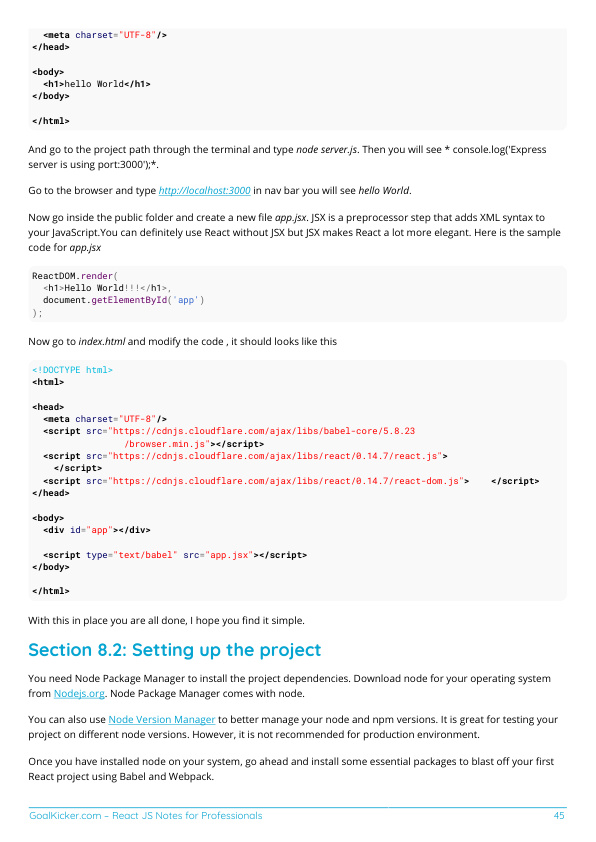 <meta charset="UTF-8"/>
</head>
<body>
<h1>hello World</h1>
</body>
</html>
And go to the project path through the terminal and type node server.js. Then you will see * console.log('Express
server is using port:3000');*.
Go to the browser and type http://localhost:3000 in nav bar you will see hello World.
Now go inside the public folder and create a new file app.jsx. JSX is a preprocessor step that adds XML syntax to
your JavaScript.You can definitely use React without JSX but JSX makes React a lot more elegant. Here is the sample
code for app.jsx
ReactDOM.render(
<h1>Hello World!!!</h1>,
document.getElementById('app')
);
Now go to index.html and modify the code , it should looks like this
<!DOCTYPE html>
<html>
<head>
<meta charset="UTF-8"/>
<script src="https://cdnjs.cloudflare.com/ajax/libs/babel-core/5.8.23
/browser.min.js"></script>
<script src="https://cdnjs.cloudflare.com/ajax/libs/react/0.14.7/react.js">
</script>
<script src="https://cdnjs.cloudflare.com/ajax/libs/react/0.14.7/react-dom.js">    </script>
</head>
<body>
<div id="app"></div>
<script type="text/babel" src="app.jsx"></script>
</body>
</html>
With this in place you are all done, I hope you find it simple.
Section 8.2: Setting up the project
You need Node Package Manager to install the project dependencies. Download node for your operating system
from Nodejs.org. Node Package Manager comes with node.
You can also use Node Version Manager to better manage your node and npm versions. It is great for testing your
project on different node versions. However, it is not recommended for production environment.
Once you have installed node on your system, go ahead and install some essential packages to blast off your first
React project using Babel and Webpack.
GoalKicker.com – React JS Notes for Professionals 45